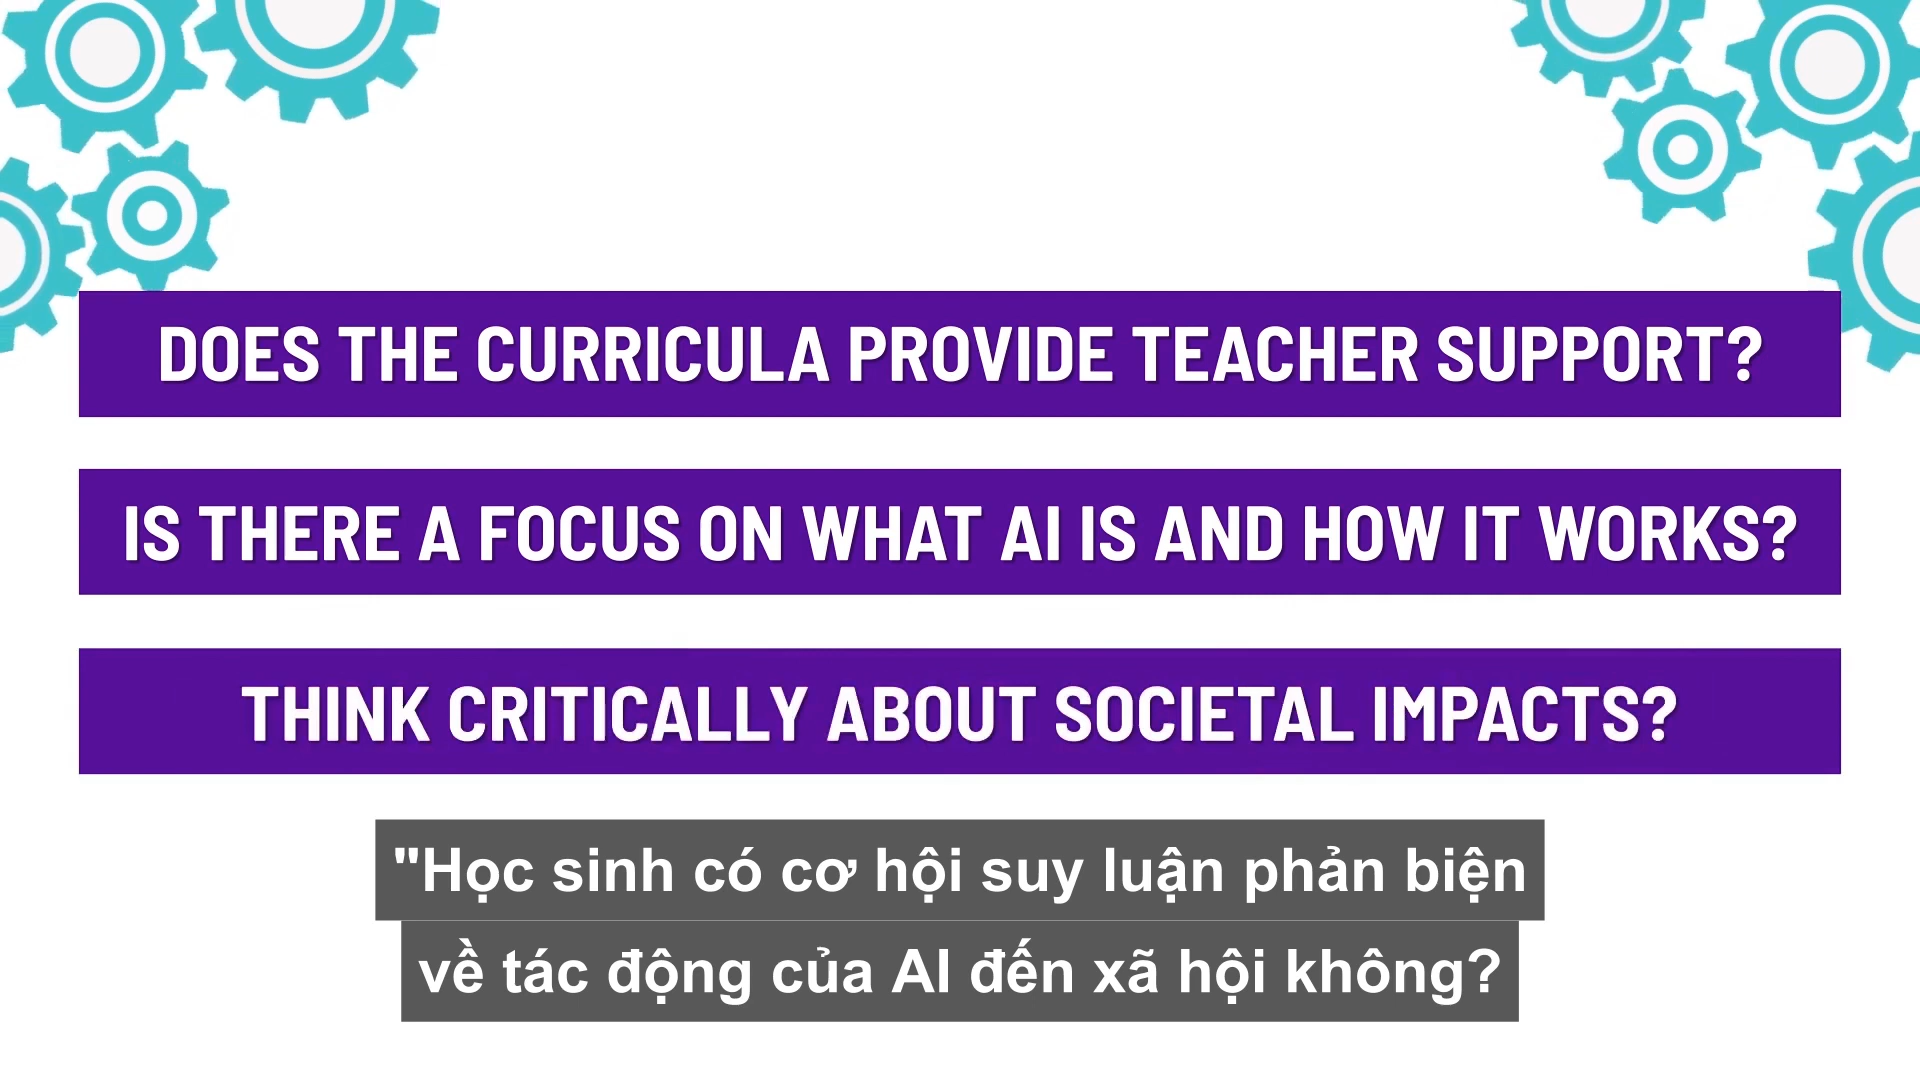 DOES THE CURRICULA PROVIDE TEACHER SUPPORT?
IS THERE A FOCUS ON WHAT AI IS AND HOW IT WORKS?
THINK CRITICALLY ABOUT SOCIETAL IMPACTS?
"Học sinh có cơ hội suy luận phản biện
về tác động của AI đến xã hội không?